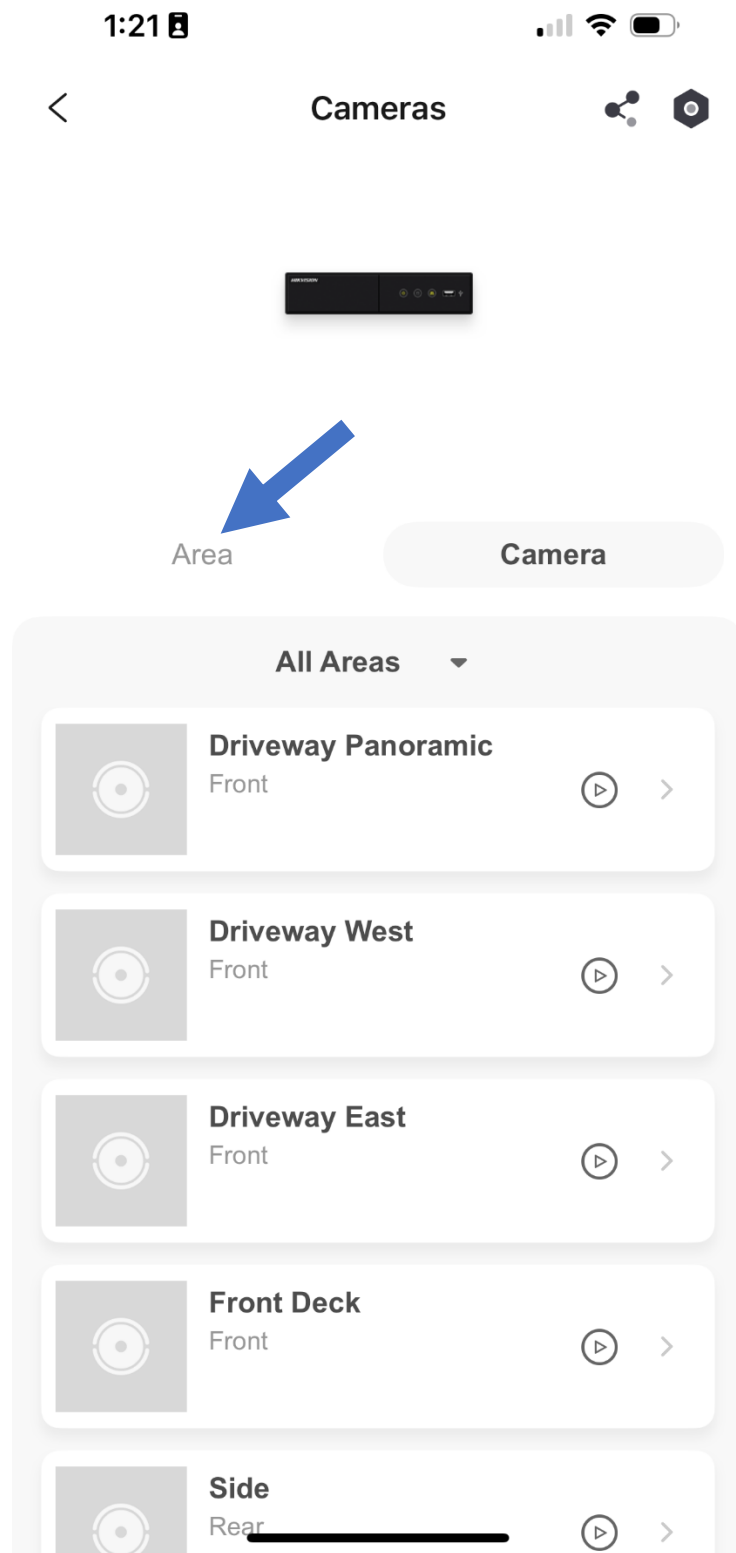 1:21
Cameras
HIKVISION
Area
Camera
All Areas
Driveway Panoramic
Front
Driveway West
Front
Driveway East
Front
Front Deck
Front
Side
Rear